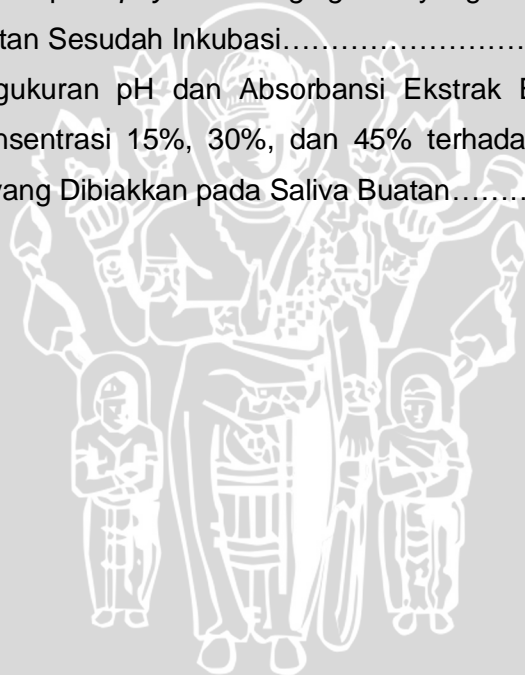 yang
tan Sesudah Inkubasi……………………
gukuran pH dan Absorbansi Ekstrak
nsentrasi 15%, 30%, dan 45% terhada
yang Dibiakkan pada Saliva Buatan……